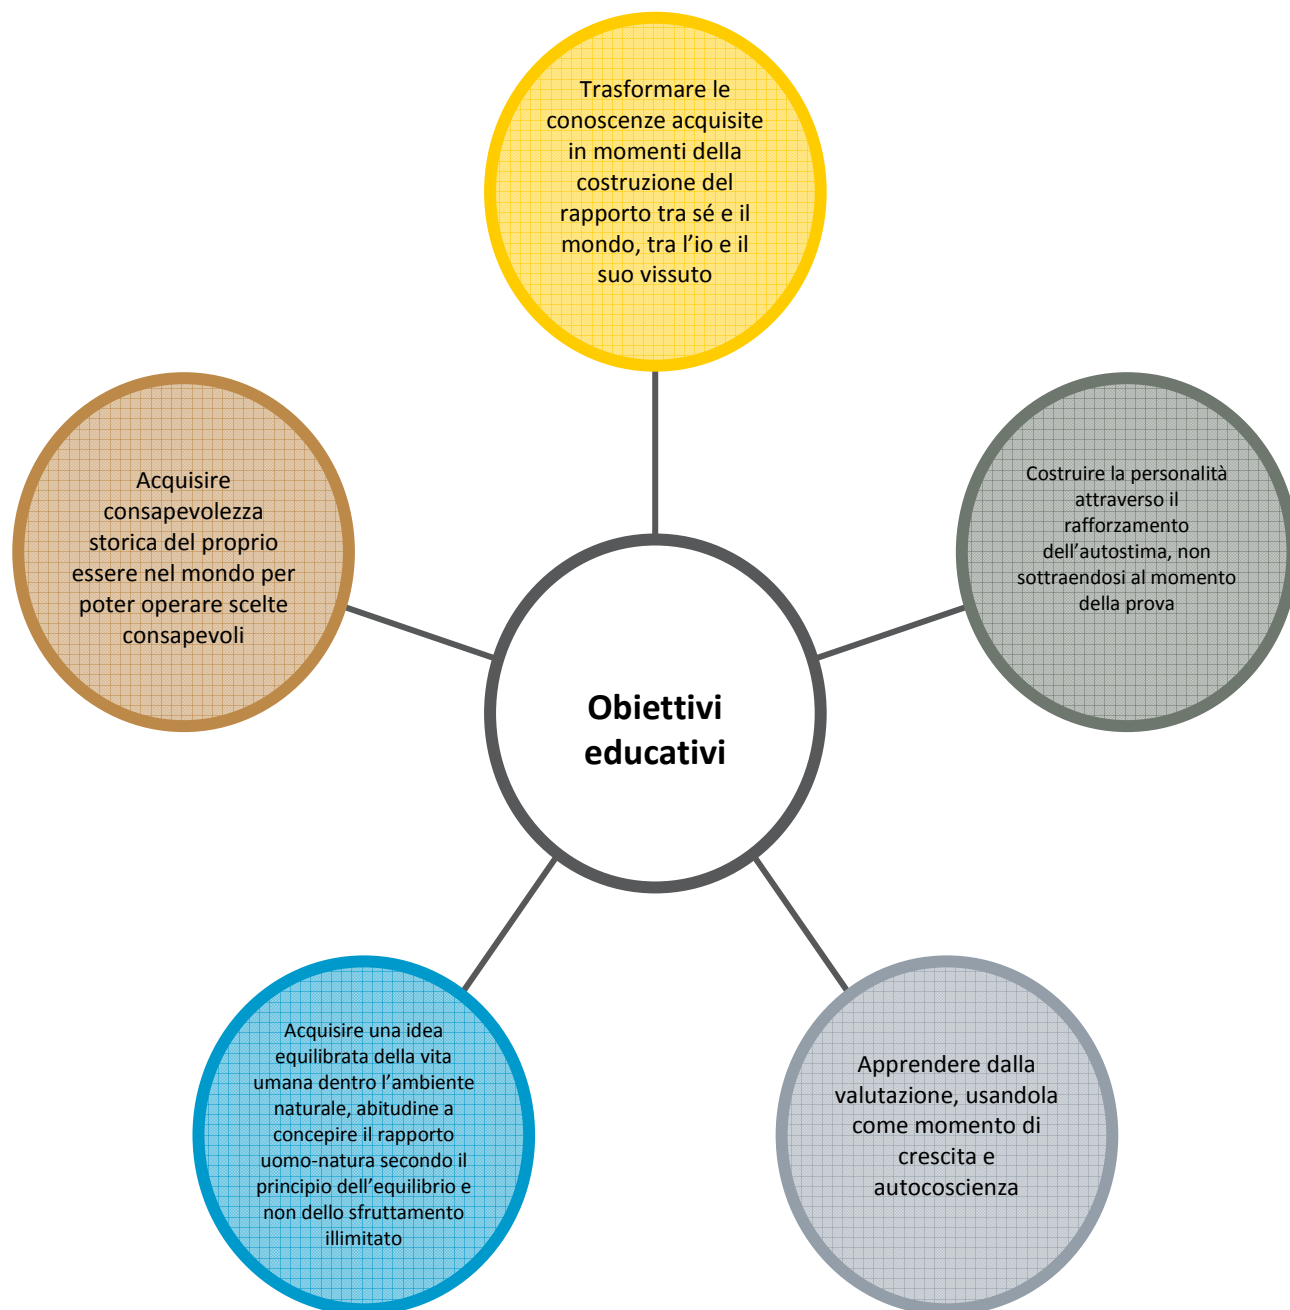 Trasformare le
conoscenze acquisite
in momenti della
costruzione del
rapporto tra sé e il
mondo, tra l’io e il
suo vissuto
Acquisire
consapevolezza
storica del proprio
essere nel mondo per
poter operare scelte
consapevoli
Costruire la personalità
attraverso il
rafforzamento
dell’autostima, non
sottraendosi al momento
della prova
Obiettivi
educativi
Acquisire una idea
equilibrata della vita
umana dentro l’ambiente
naturale, abitudine a
concepire il rapporto
uomo-natura secondo il
principio dell’equilibrio e
non dello sfruttamento
illimitato
Apprendere dalla
valutazione, usandola
come momento di
crescita e
autocoscienza